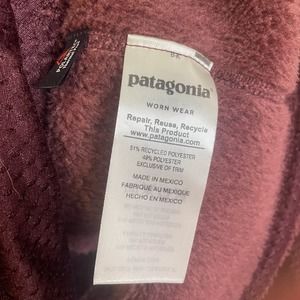 patagonia
WORN WEAR
Repair, Reuse, Recycle
This Product
www.patagonia.com
51% RECYCLED POLYESTER
49% POLYESTER
EXCLUSIVE OF TRIM
MADE IN MEXICO
FABRIQUÉ AU MEXIQUE
HECHO EN MEXICO